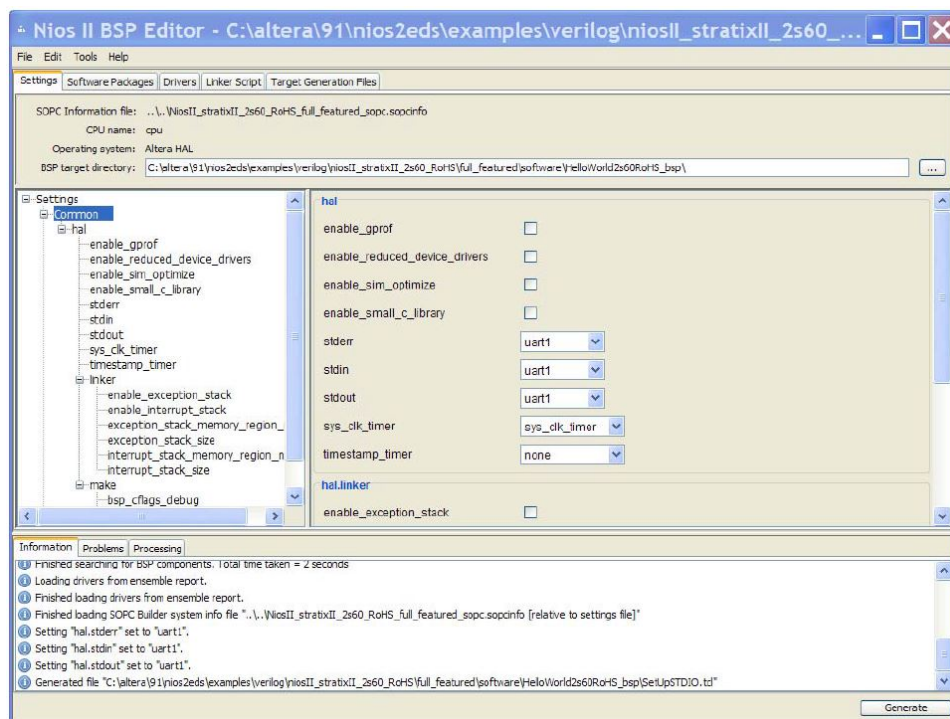 Nios II BSP Editor - C:\altera\91\nios2eds\examples\verilog\niosII_stratixII_2s60_...
File Edit Tools Help
Settings Software Packages Drivers Linker Script Target Generation Files
SOPC Information file: ..\..\NiosII_stratixII_2s60_RoHS_full_featured_sopc.sopcinfo
CPU name: cpu
Operating system: Altera HAL
BSP target directory: C:\altera\91\nios2eds\examples\verilog\niosII_stratixII_2s60_RoHS\full_featured\software\HelloWorld2s60RoHS_bsp\ ...
Settings
Common
hal
enable_gprof
enable_reduced_device_drivers
enable_sim_optimize
enable_small_c_library
stderr
stdin
stdout
sys_clk_timer
timestamp_timer
linker
enable_exception_stack
enable_interrupt_stack
exception_stack_memory_region_
exception_stack_size
interrupt_stack_memory_region_n
interrupt_stack_size
make
bsp_cflags_debug
hal
enable_gprof
enable_reduced_device_drivers
enable_sim_optimize
enable_small_c_library
stderr uart1
stdin uart1
stdout uart1
sys_clk_timer sys_clk_timer
timestamp_timer none
hal.linker
enable_exception_stack
Information Problems Processing
Finished searching for BSP components. Total time taken = 2 seconds
Loading drivers from ensemble report.
Finished loading drivers from ensemble report.
Finished loading SOPC Builder system info file "..\..\NiosII_stratixII_2s60_RoHS_full_featured_sopc.sopcinfo [relative to settings file]"
Setting "hal.stderr" set to "uart1".
Setting "hal.stdin" set to "uart1".
Setting "hal.stdout" set to "uart1".
Generated file "C:\altera\91\nios2eds\examples\verilog\niosII_stratixII_2s60_RoHS\full_featured\software\HelloWorld2s60RoHS_bsp\SetUpSTDIO.tcl"
Generate